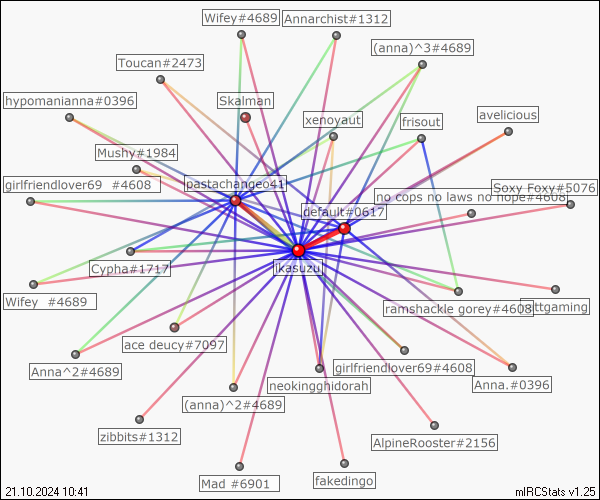 Wifey#4689
Annarchist#1312
(anna)^3#4689
Toucan#2473
hypomanianna#0396
Skalman
xenoyaut
frisout
avelicious
Mushy#1984
girlfriendlover69 #4608
pastachangeo41
no cops no laws no hope#4608
Soxy Foxy#5076
default#0617
Cypha#1717
jkasuzu
Wifey #4689
ramshackle gorey#4608
ttgaming
ace deucy#7097
Anna^2#4689
girlfriendlover69#4608
neokingghidorah
Anna.#0396
(anna)^2#4689
zibbits#1312
AlpineRooster#2156
Mad #6901
fakedingo
21.10.2024 10:41
mIRCStats v1.25